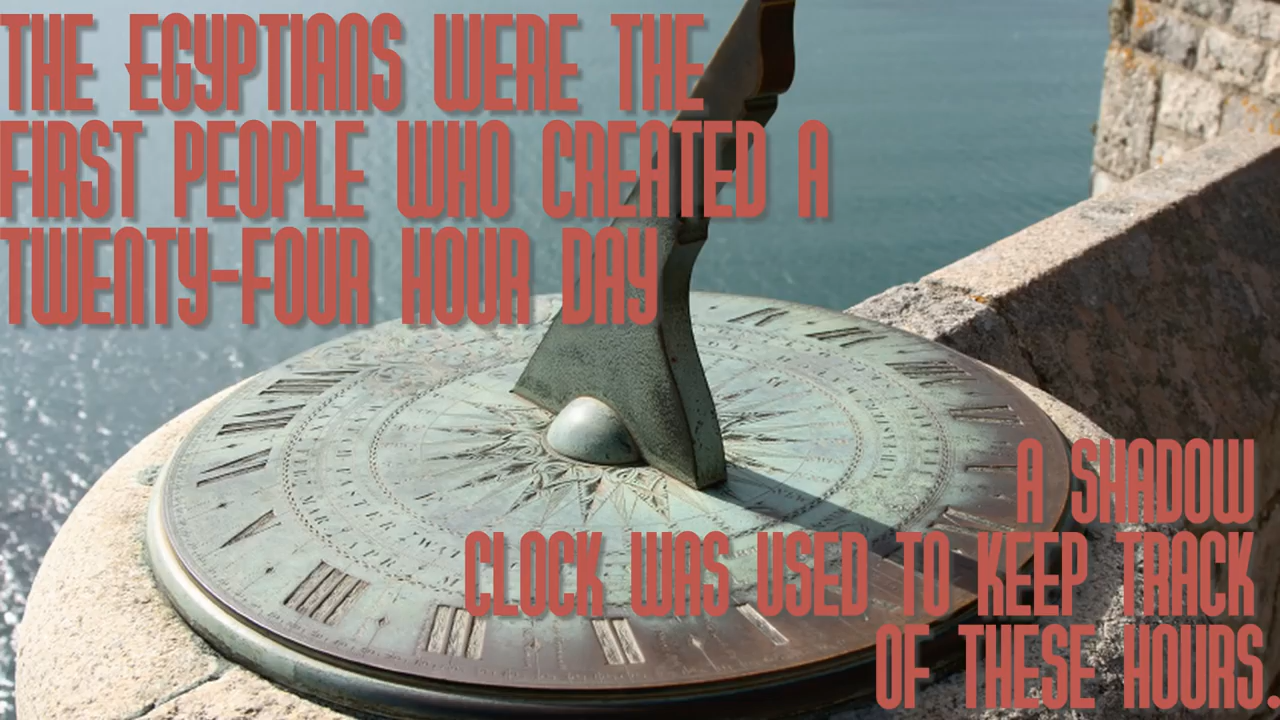 THE EGYPTIANS WERE THE
FIRST PEOPLE WHO CREATED A
TWENTY-FOUR HOUR DAY
A SHADOW
CLOCK WAS USED TO KEEP TRACK
OF THESE HOURS.